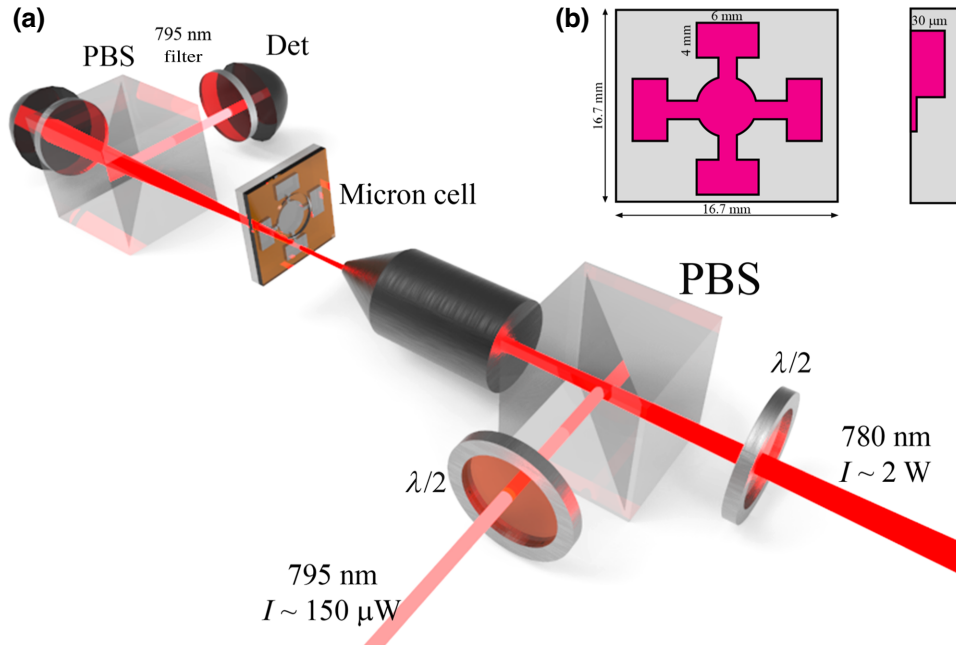 (a)
795 nm
filter
Det
PBS
Micron cell
PBS
λ/2
780 nm
I ~ 2 W
λ/2
795 nm
I ~ 150 μW
(b)
6 mm
4 mm
16.7 mm
16.7 mm
30 μm